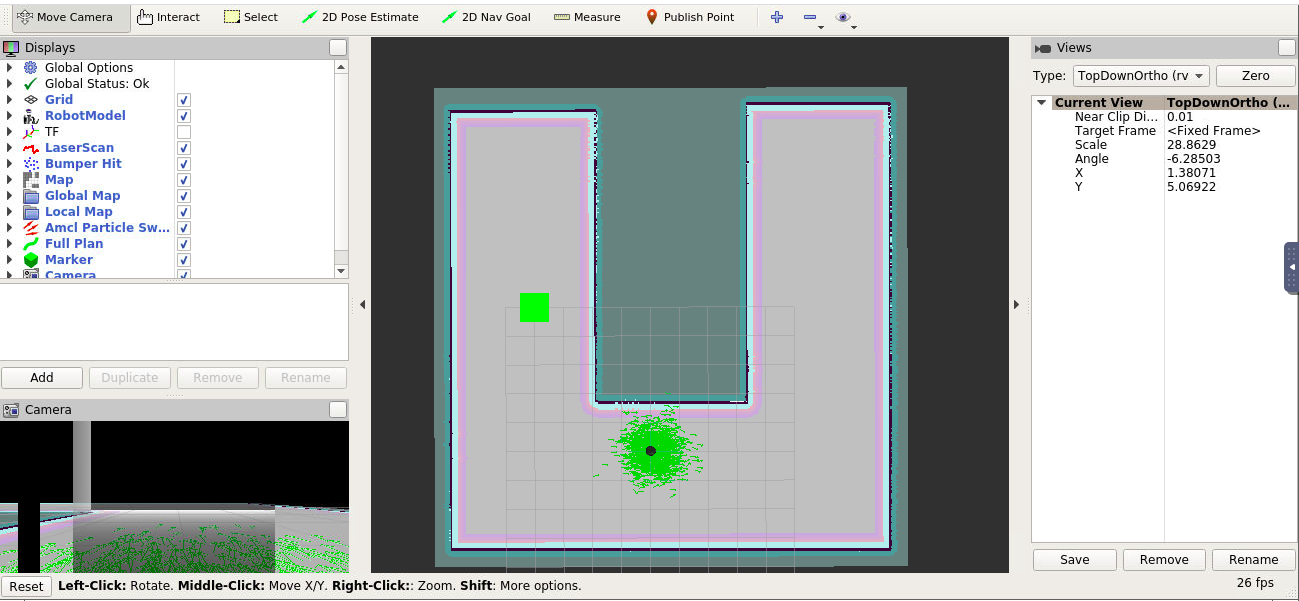 Move Camera Interact Select 2D Pose Estimate 2D Nav Goal Measure Publish Point
Displays
Global Options
Global Status: Ok
Grid
RobotModel
TF
LaserScan
Bumper Hit
Map
Global Map
Local Map
Amcl Particle Sw...
Full Plan
Marker
Camera
Add Duplicate Remove Rename
Camera
Reset Left-Click: Rotate. Middle-Click: Move X/Y. Right-Click:: Zoom. Shift: More options.
Views
Type: TopDownOrtho (rv Zero
Current View TopDownOrtho (...
Near Clip Di... 0.01
Target Frame <Fixed Frame>
Scale 28.8629
Angle -6.28503
X 1.38071
Y 5.06922
Save Remove Rename
26 fps